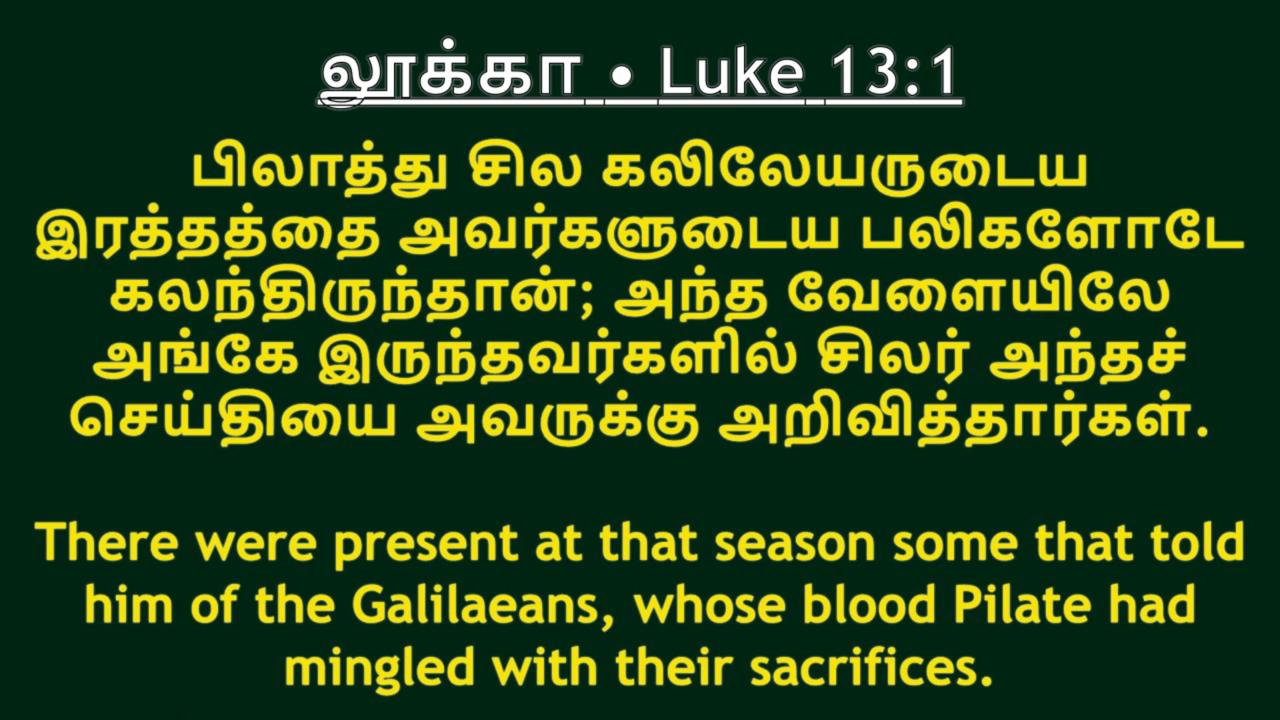 லூக்கா • Luke 13:1
பிலாத்து சில கலிலேயருடைய
இரத்தத்தை அவர்களுடைய பலிகளோடே
கலந்திருந்தான்; அந்த வேளையிலே
அங்கே இருந்தவர்களில் சிலர் அந்தச்
செய்தியை அவருக்கு அறிவித்தார்கள்.
There were present at that season some that told
him of the Galilaeans, whose blood Pilate had
mingled with their sacrifices.